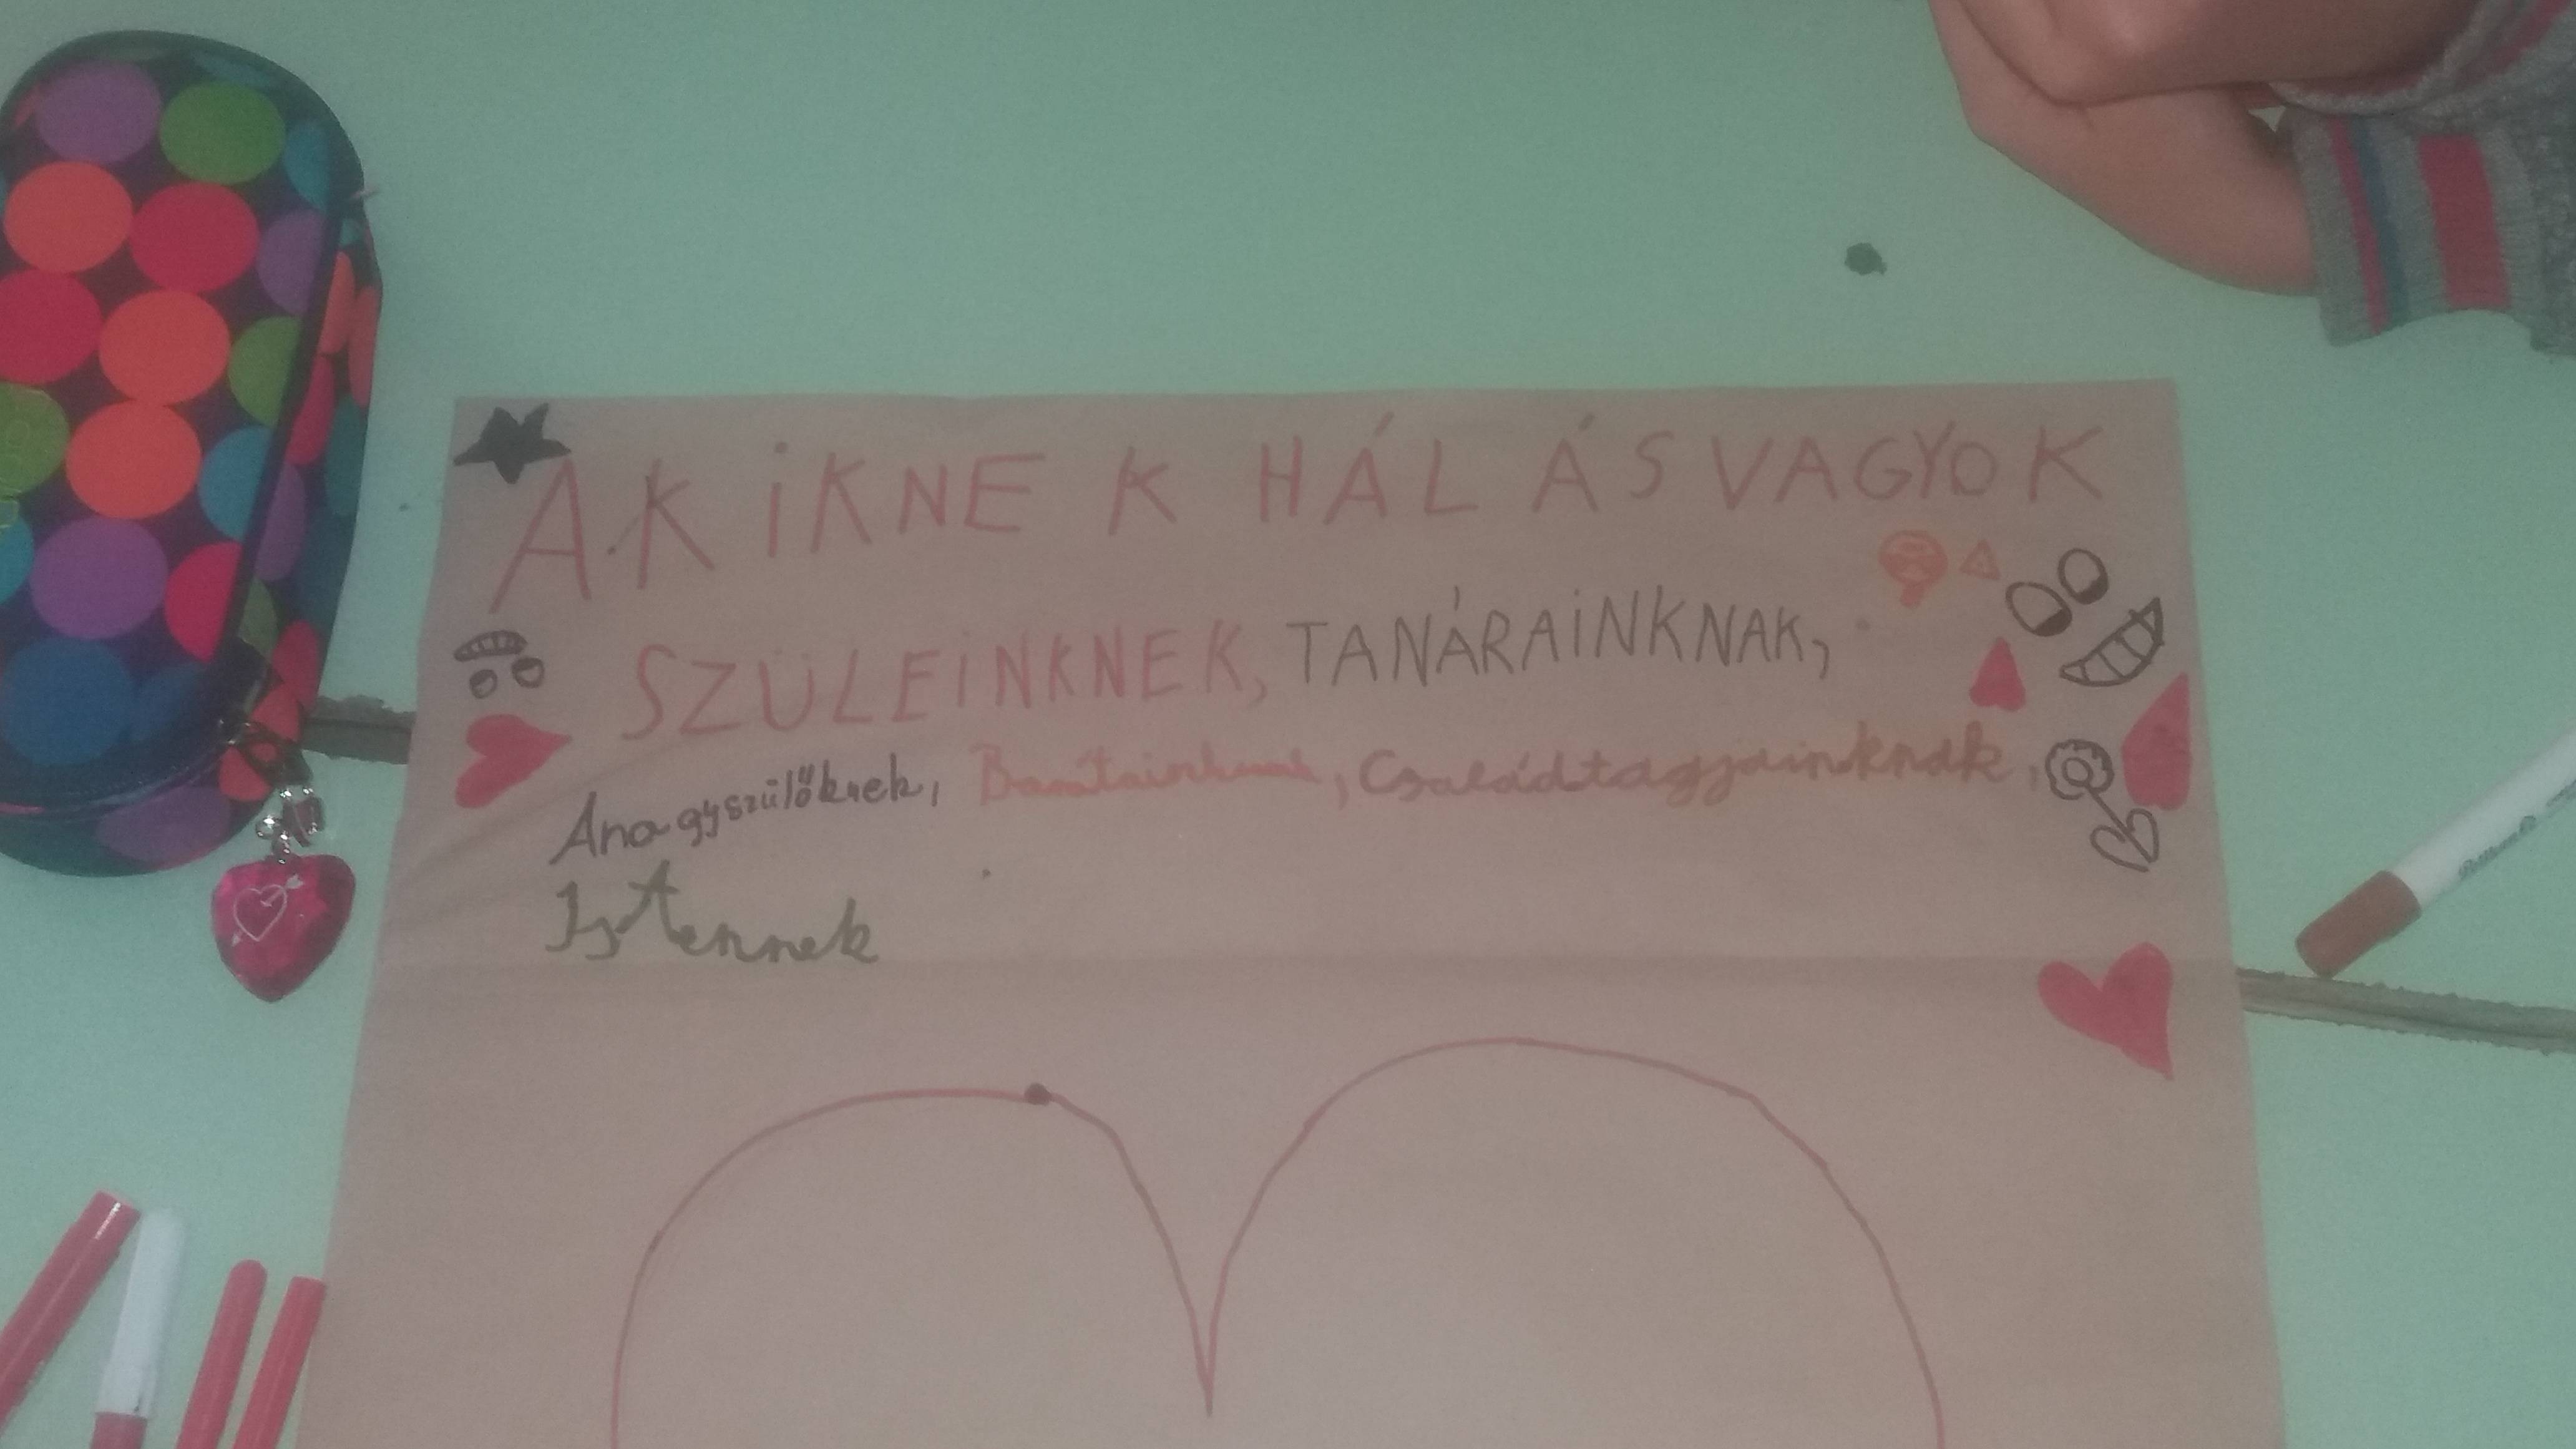 AKIKNEK HÁLÁS VAGYOK
SZÜLEINKNEK, TANÁRAINKNAK,
Anagyszülőknek, Barátainknak, Családtagjainknak,
Istennek